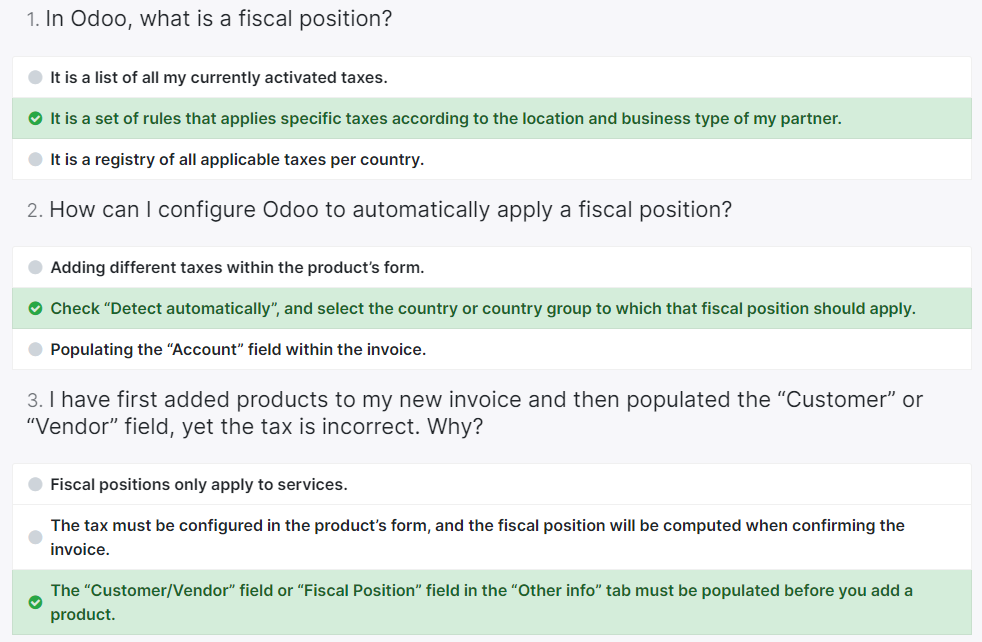 1. In Odoo, what is a fiscal position?
It is a list of all my currently activated taxes.
It is a set of rules that applies specific taxes according to the location and business type of my partner.
It is a registry of all applicable taxes per country.
2. How can I configure Odoo to automatically apply a fiscal position?
Adding different taxes within the product’s form.
Check “Detect automatically”, and select the country or country group to which that fiscal position should apply.
Populating the “Account” field within the invoice.
3. I have first added products to my new invoice and then populated the “Customer” or
“Vendor” field, yet the tax is incorrect. Why?
Fiscal positions only apply to services.
The tax must be configured in the product’s form, and the fiscal position will be computed when confirming the
invoice.
The “Customer/Vendor” field or “Fiscal Position” field in the “Other info” tab must be populated before you add a
product.